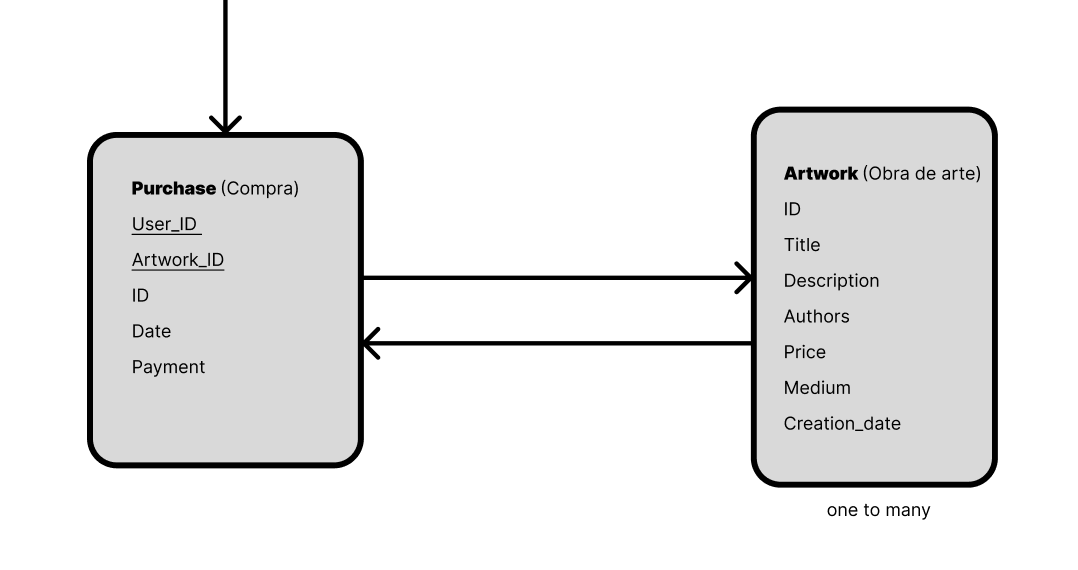 Purchase (Compra)
User_ID
Artwork_ID
ID
Date
Payment
Artwork (Obra de arte)
ID
Title
Description
Authors
Price
Medium
Creation_date
one to many